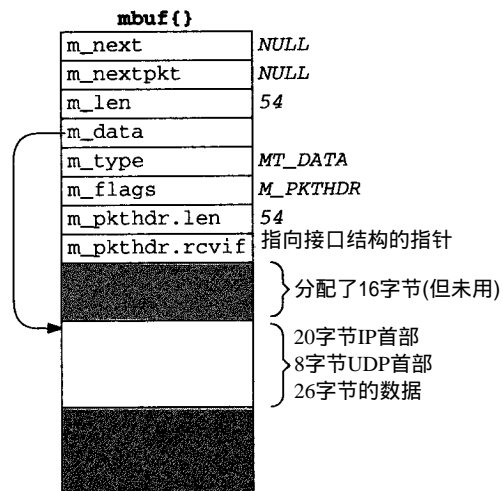 mbuf{}
m_next NULL
m_nextpkt NULL
m_len 54
m_data
m_type MT_DATA
m_flags M_PKTHDR
m_pkthdr.len 54
m_pkthdr.rcvif 指向接口结构的指针
分配了16字节(但未用)
20字节IP首部
8字节UDP首部
26字节的数据